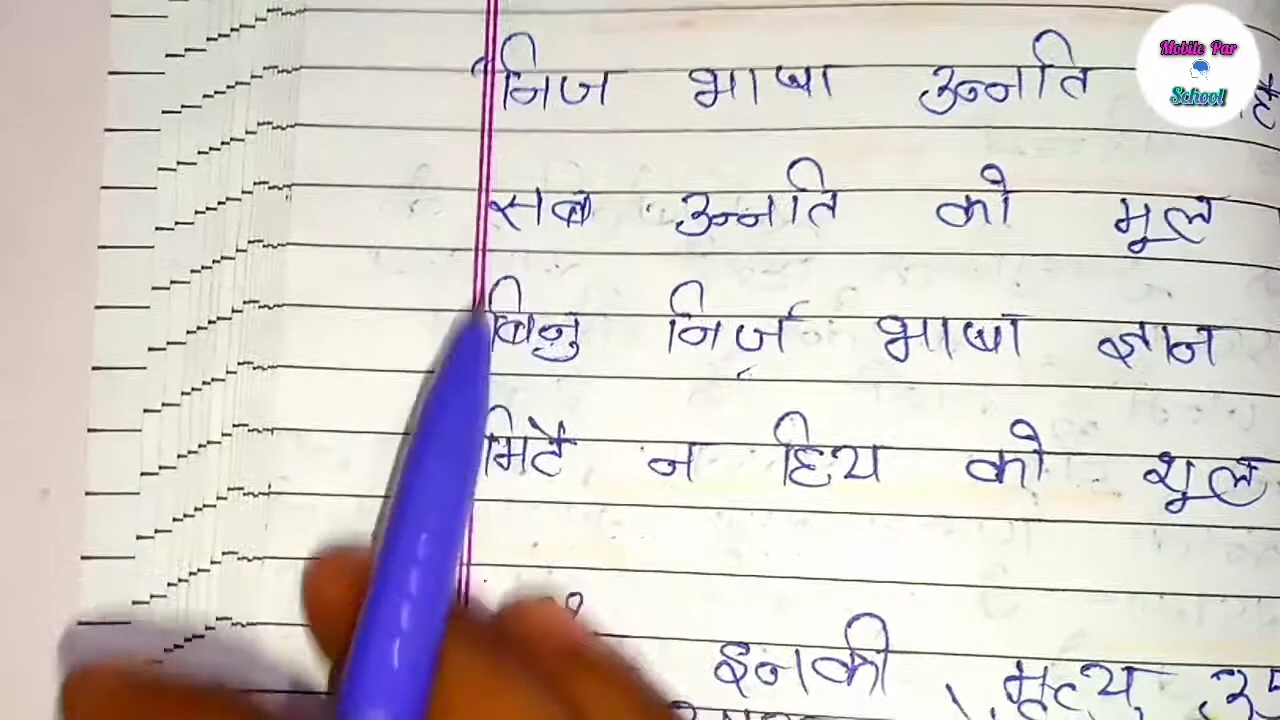 Mobile Par
School
निज भाषा उन्नति
सब उन्नति को मूल
बिनु निज भाषा ज्ञान
मिटै न हिय को शूल
इनकी मृत्यु